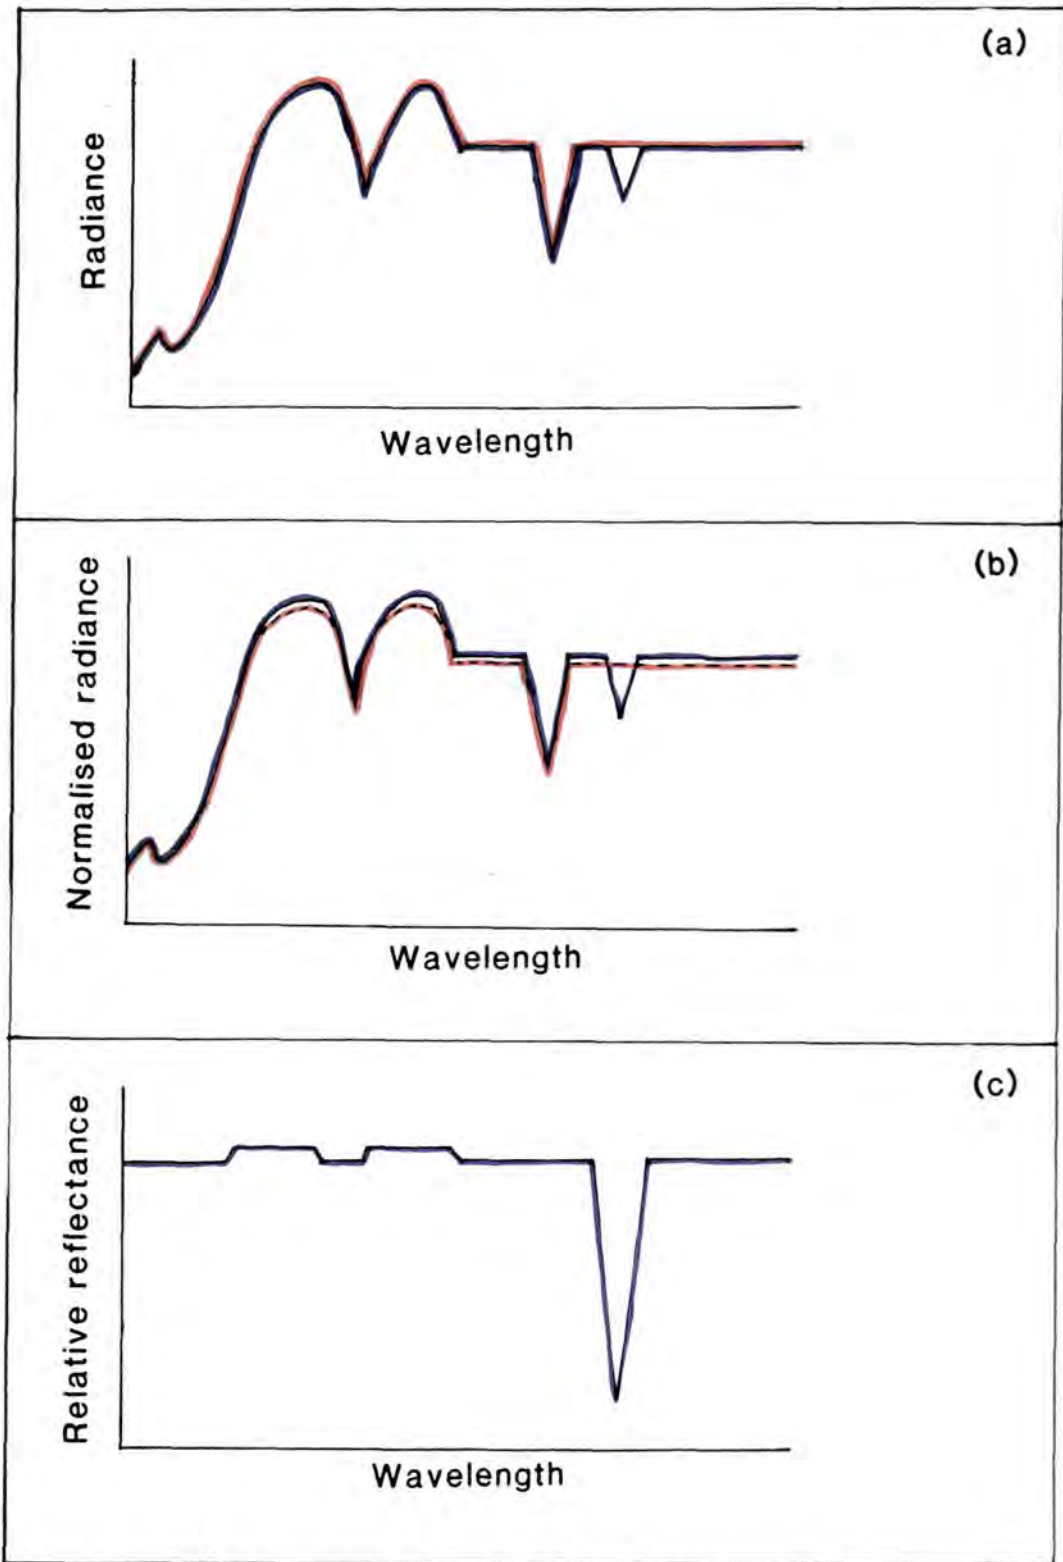 (a)
Radiance
Wavelength
(b)
Normalised radiance
Wavelength
(c)
Relative reflectance
Wavelength